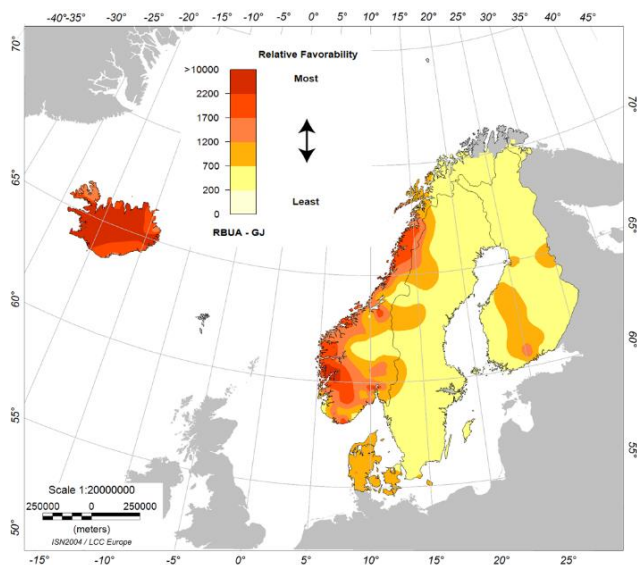 -40°-35° -30° -25° -20° -15° -10° -5° 0° 5° 10° 15° 20° 25° 30° 35° 40° 45°
70°
65°
60°
55°
50°
Relative Favorability
>10000
2200
1700
1200
700
200
0
Most
Least
RBUA - GJ
70°
65°
60°
55°
Scale 1:20000000
250000 0 250000
(meters)
ISN2004 / LCC Europe
-15° -10° -5° 0° 5° 10° 15° 20° 25°